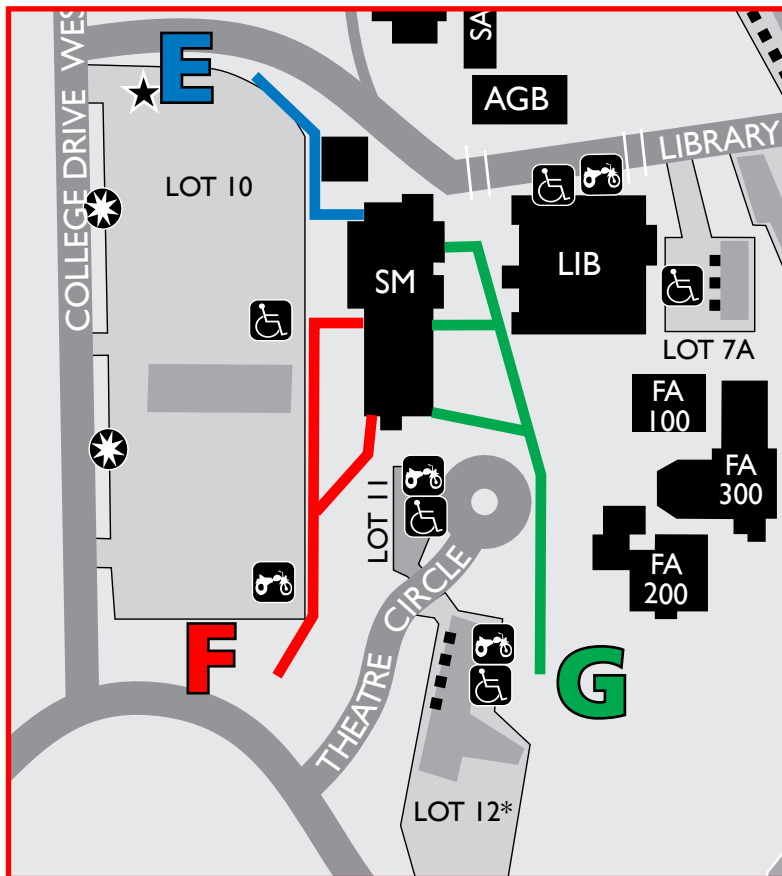 COLLEGE DRIVE WES
E
SA
AGB
LIBRARY
LOT 10
SM
LIB
LOT 7A
FA
100
FA
300
LOT 11
FA
200
THEATRE CIRCLE
F
G
LOT 12*